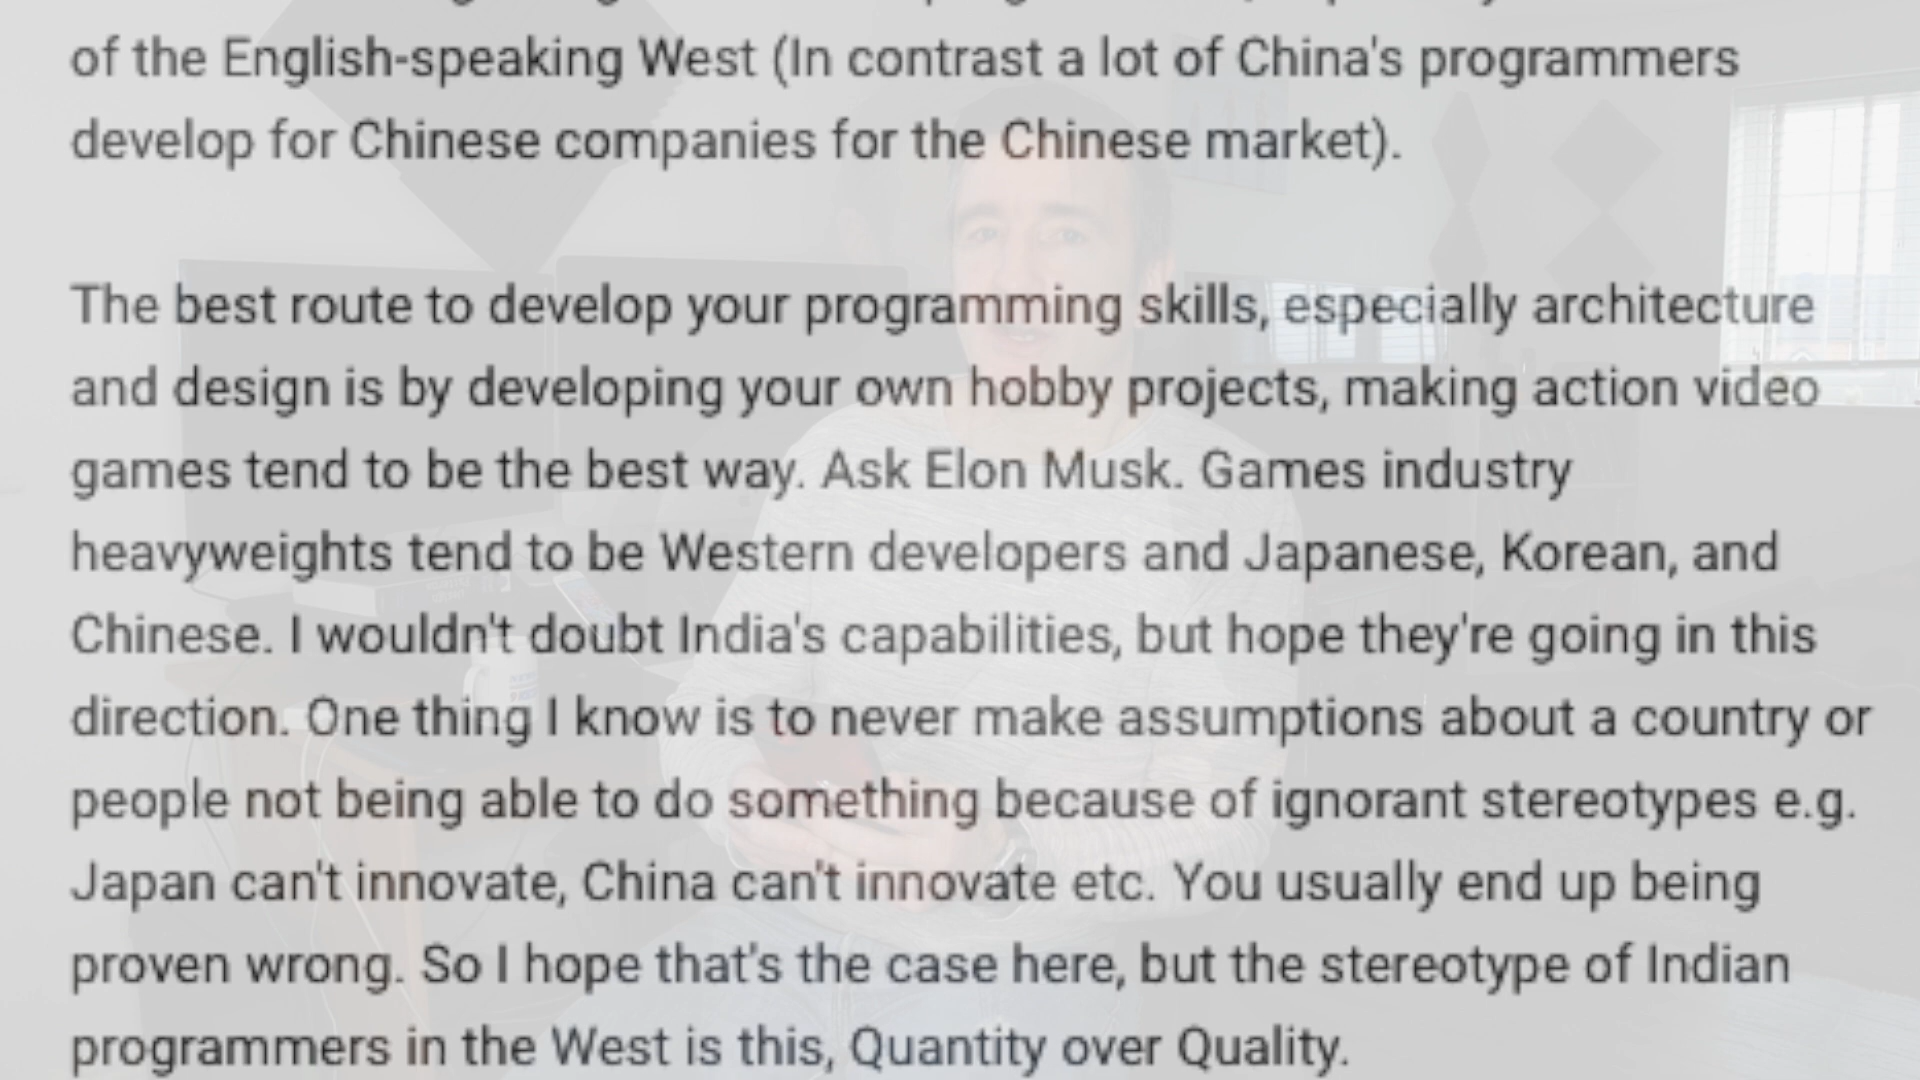 of the English-speaking West (In contrast a lot of China's programmers
develop for Chinese companies for the Chinese market).
The best route to develop your programming skills, especially architecture
and design is by developing your own hobby projects, making action video
games tend to be the best way. Ask Elon Musk. Games industry
heavyweights tend to be Western developers and Japanese, Korean, and
Chinese. I wouldn't doubt India's capabilities, but hope they're going in this
direction. One thing I know is to never make assumptions about a country or
people not being able to do something because of ignorant stereotypes e.g.
Japan can't innovate, China can't innovate etc. You usually end up being
proven wrong. So I hope that's the case here, but the stereotype of Indian
programmers in the West is this, Quantity over Quality.